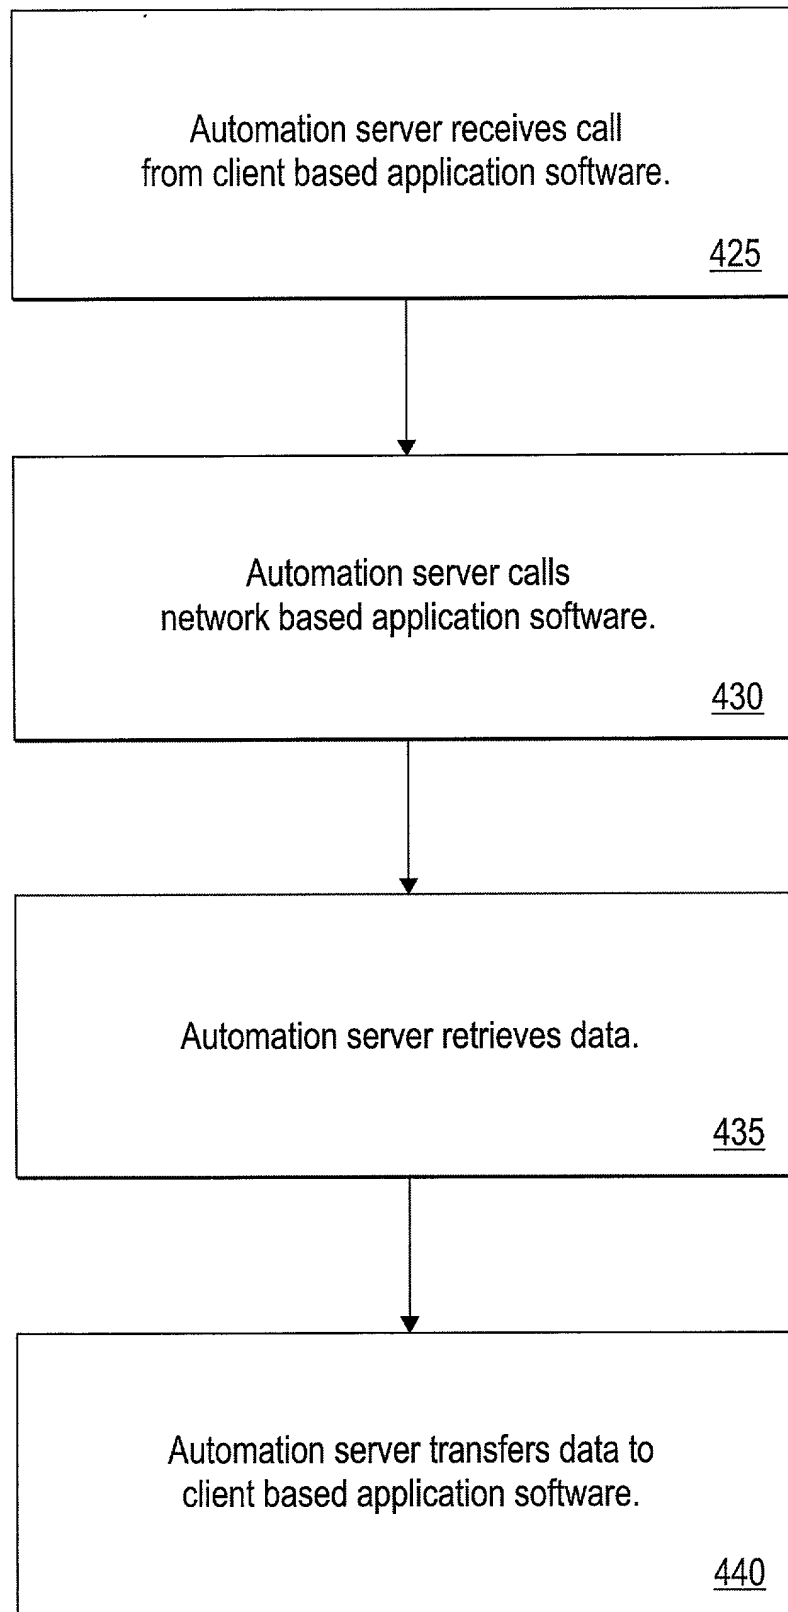 Automation server receives call
from client based application software.
425
Automation server calls
network based application software.
430
Automation server retrieves data.
435
Automation server transfers data to
client based application software.
440